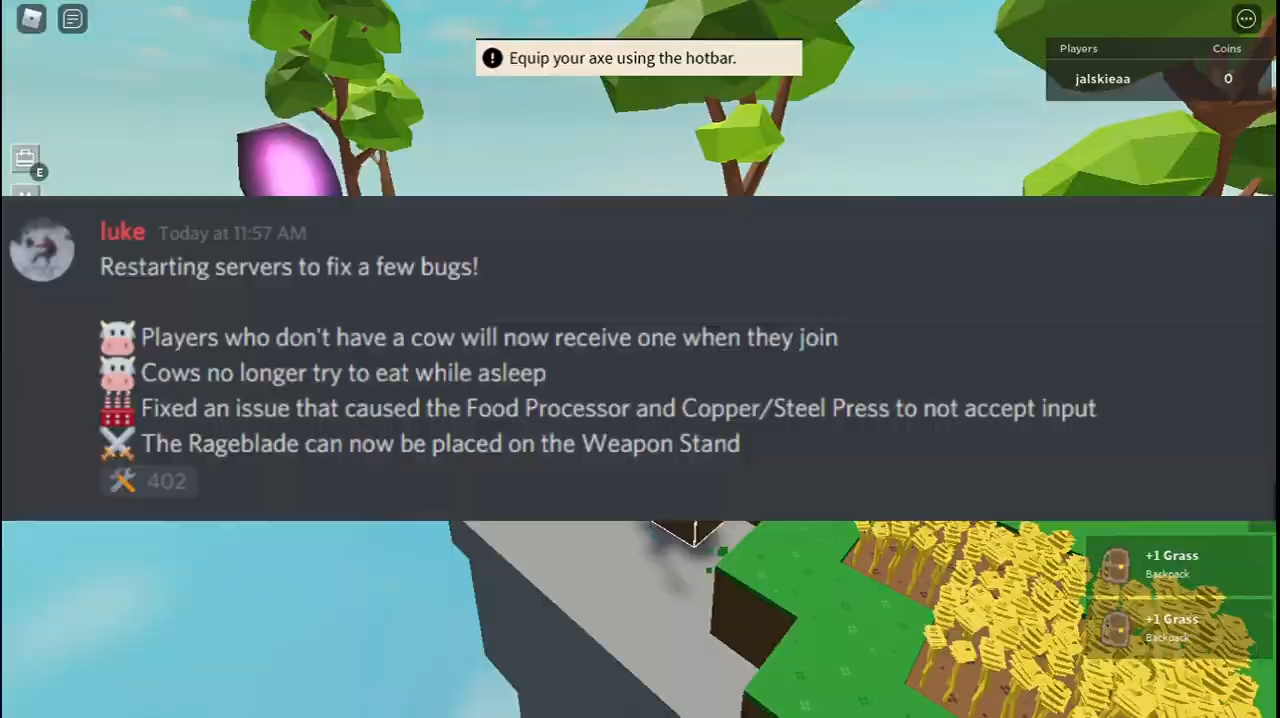 Equip your axe using the hotbar.
Players Coins
jalskieaa 0
E
luke Today at 11:57 AM
Restarting servers to fix a few bugs!
Players who don't have a cow will now receive one when they join
Cows no longer try to eat while asleep
Fixed an issue that caused the Food Processor and Copper/Steel Press to not accept input
The Rageblade can now be placed on the Weapon Stand
402
+1 Grass
Backpack
+1 Grass
Backpack